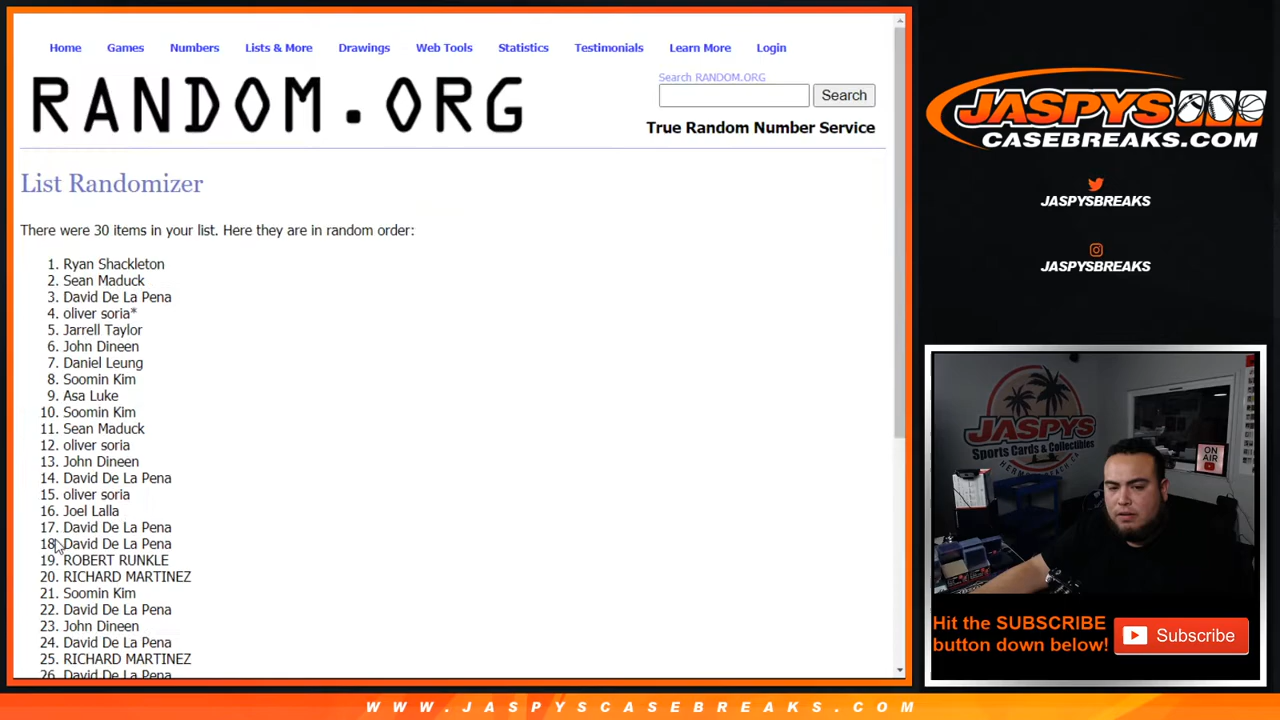 Home Games Numbers Lists & More Drawings Web Tools Statistics Testimonials Learn More Login
RANDOM.ORG
Search RANDOM.ORG
Search
True Random Number Service
List Randomizer
There were 30 items in your list. Here they are in random order:
1. Ryan Shackleton
2. Sean Maduck
3. David De La Pena
4. oliver soria*
5. Jarrell Taylor
6. John Dineen
7. Daniel Leung
8. Soomin Kim
9. Asa Luke
10. Soomin Kim
11. Sean Maduck
12. oliver soria
13. John Dineen
14. David De La Pena
15. oliver soria
16. Joel Lalla
17. David De La Pena
18. David De La Pena
19. ROBERT RUNKLE
20. RICHARD MARTINEZ
21. Soomin Kim
22. David De La Pena
23. John Dineen
24. David De La Pena
25. RICHARD MARTINEZ
26. David De La Pena
JASPYS
CASEBREAKS.COM
JASPYSBREAKS
JASPYSBREAKS
JASPYS
Sports Cards & Collectibles
ON AIR
Hit the SUBSCRIBE
button down below!
Subscribe
WWW.JASPYSCASEBREAKS.COM